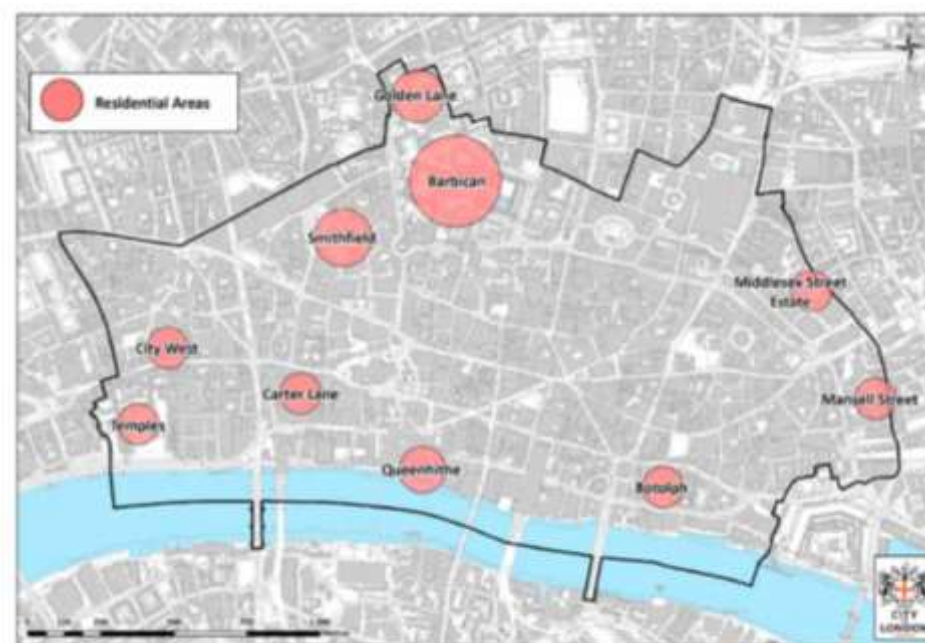 Residential Areas
Golden Lane
Barbican
Smithfield
Middlesex Street
Estate
City West
Carter Lane
Mansell Street
Temples
Queenhithe
Botolph
CITY
LONDON